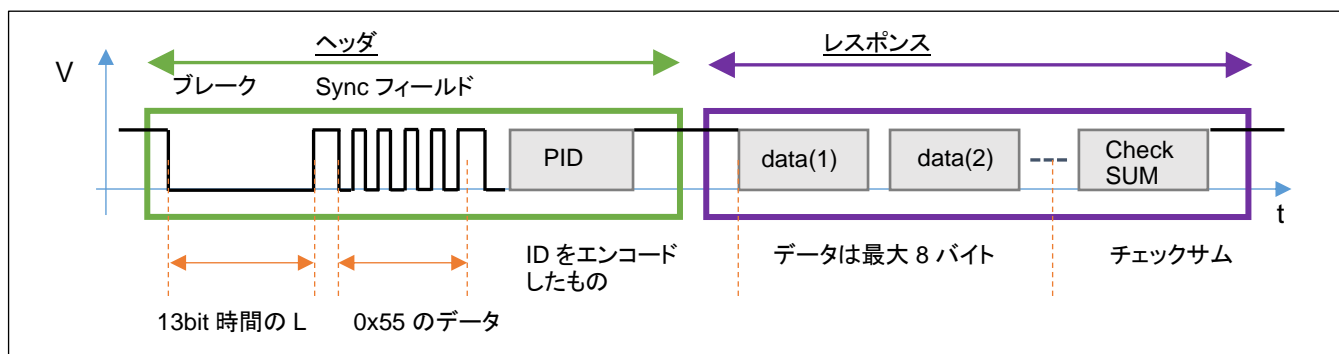 ヘッダ
レスポンス
V
ブレーク
Sync フィールド
PID
data(1)
data(2)
Check
SUM
t
ID をエンコード
したもの
データは最大 8 バイト
チェックサム
13bit 時間の L
0x55 のデータ